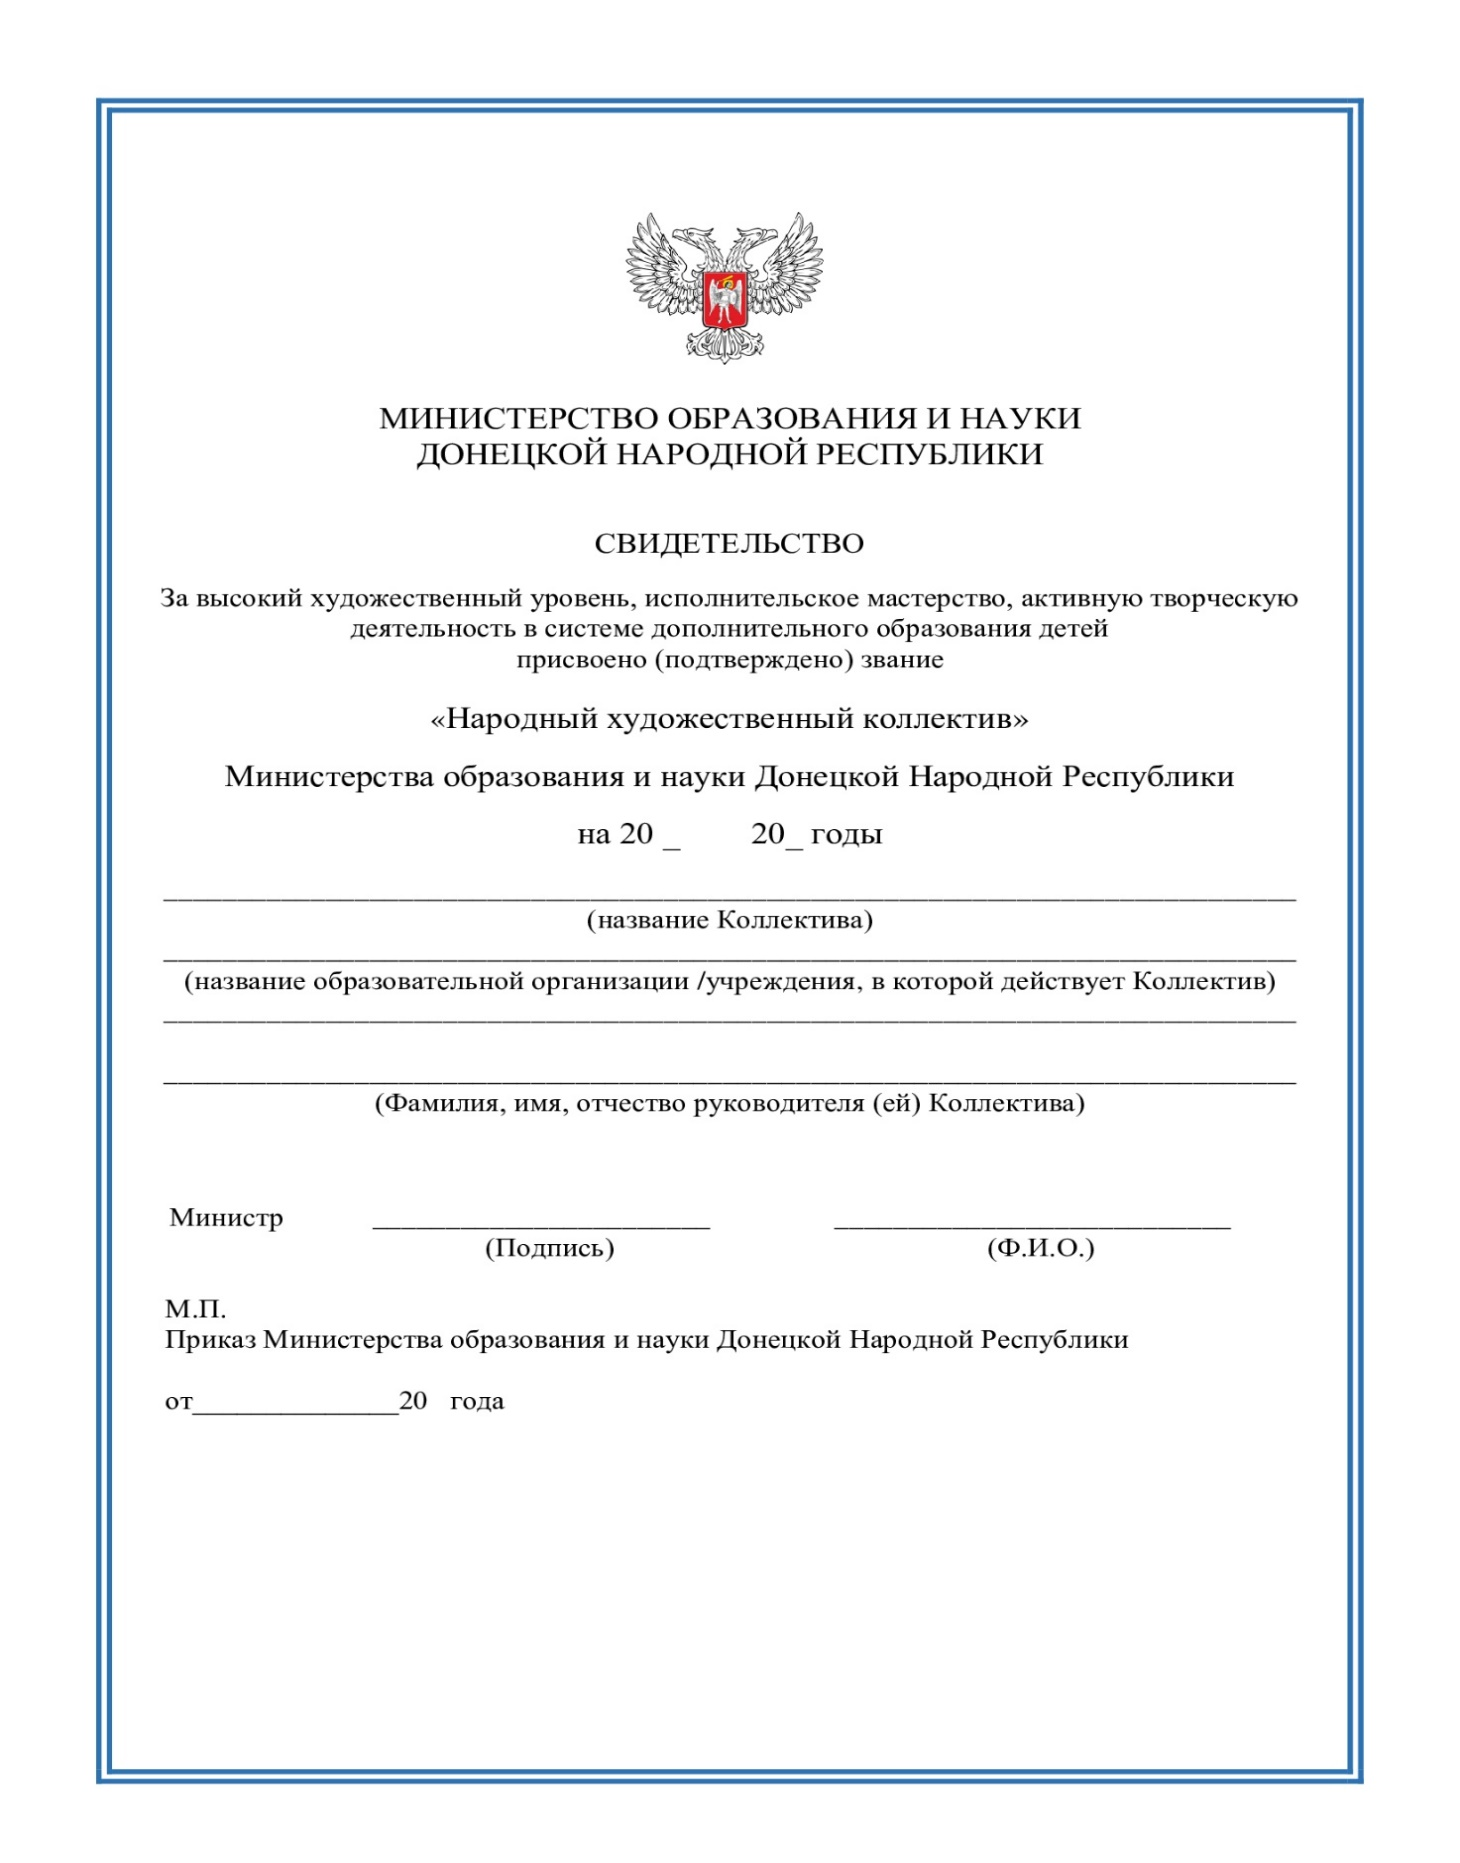 МИНИСТЕРСТВО ОБРАЗОВАНИЯ И НАУКИ
ДОНЕЦКОЙ НАРОДНОЙ РЕСПУБЛИКИ
СВИДЕТЕЛЬСТВО
За высокий художественный уровень, исполнительское мастерство, активную творческую
деятельность в системе дополнительного образования детей
присвоено (подтверждено) звание
«Народный художественный коллектив»
Министерства образования и науки Донецкой Народной Республики
на 20 _ 20_ годы
(название Коллектива)
(название образовательной организации /учреждения, в которой действует Коллектив)
(Фамилия, имя, отчество руководителя (ей) Коллектива)
Министр ______________________ __________________________
(Подпись) (Ф.И.О.)
М.П.
Приказ Министерства образования и науки Донецкой Народной Республики
от______________20 года